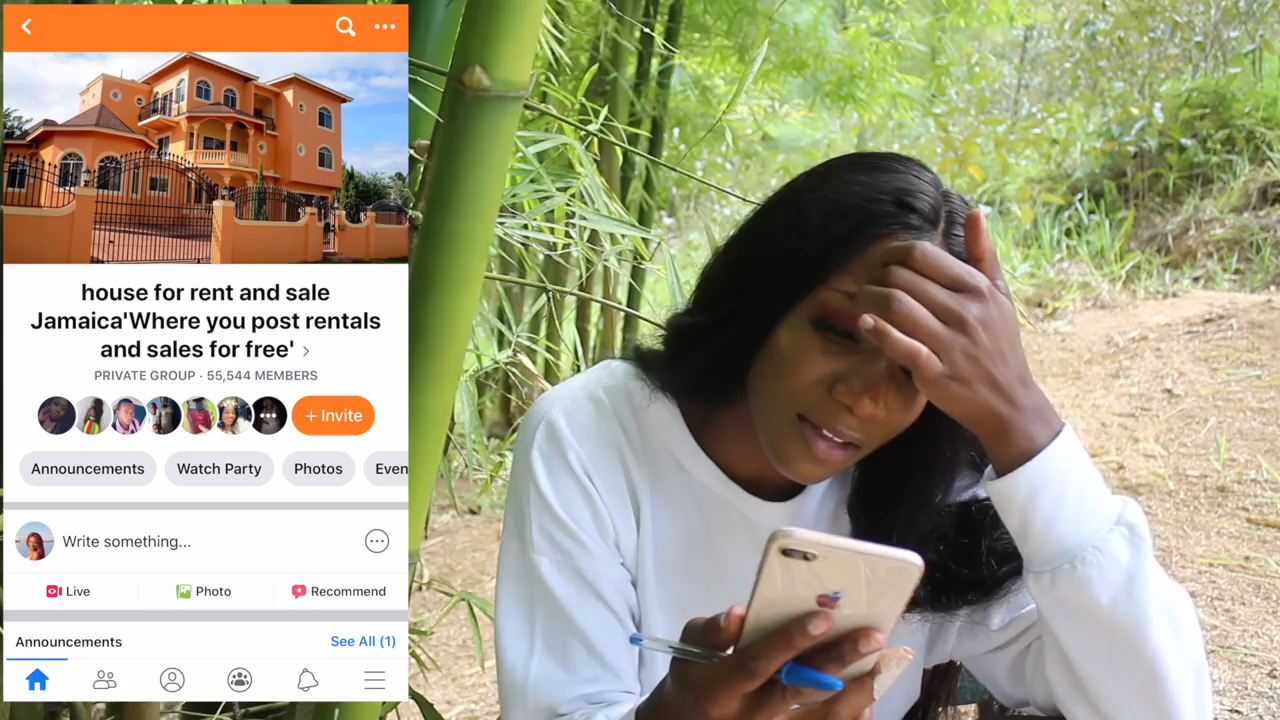 house for rent and sale
Jamaica'Where you post rentals
and sales for free' >
PRIVATE GROUP · 55,544 MEMBERS
+ Invite
Announcements
Watch Party
Photos
Even
Write something...
Live
Photo
Recommend
Announcements
See All (1)